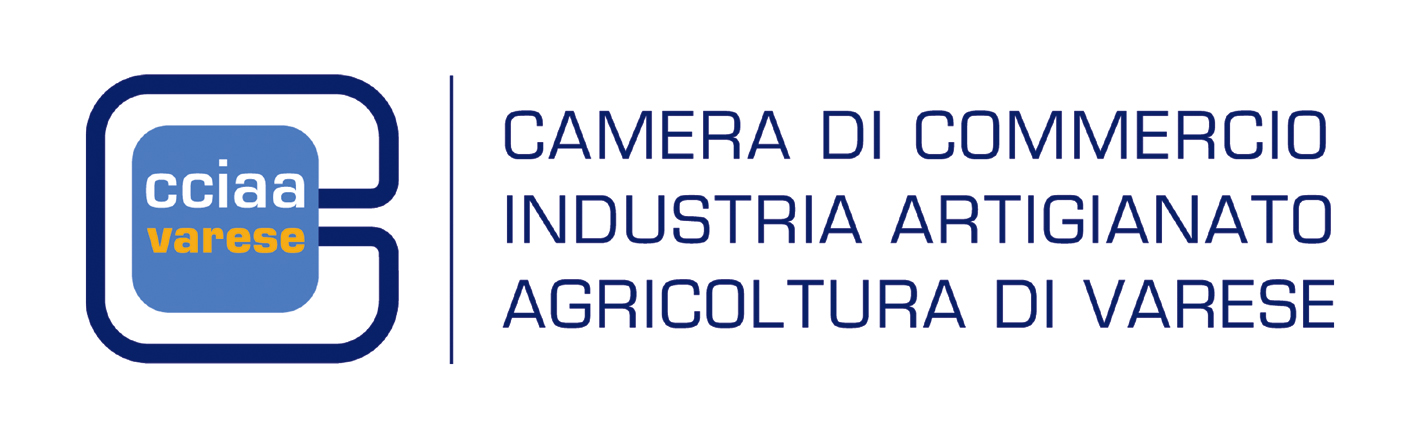 cciaa
varese
CAMERA DI COMMERCIO
INDUSTRIA ARTIGIANATO
AGRICOLTURA DI VARESE